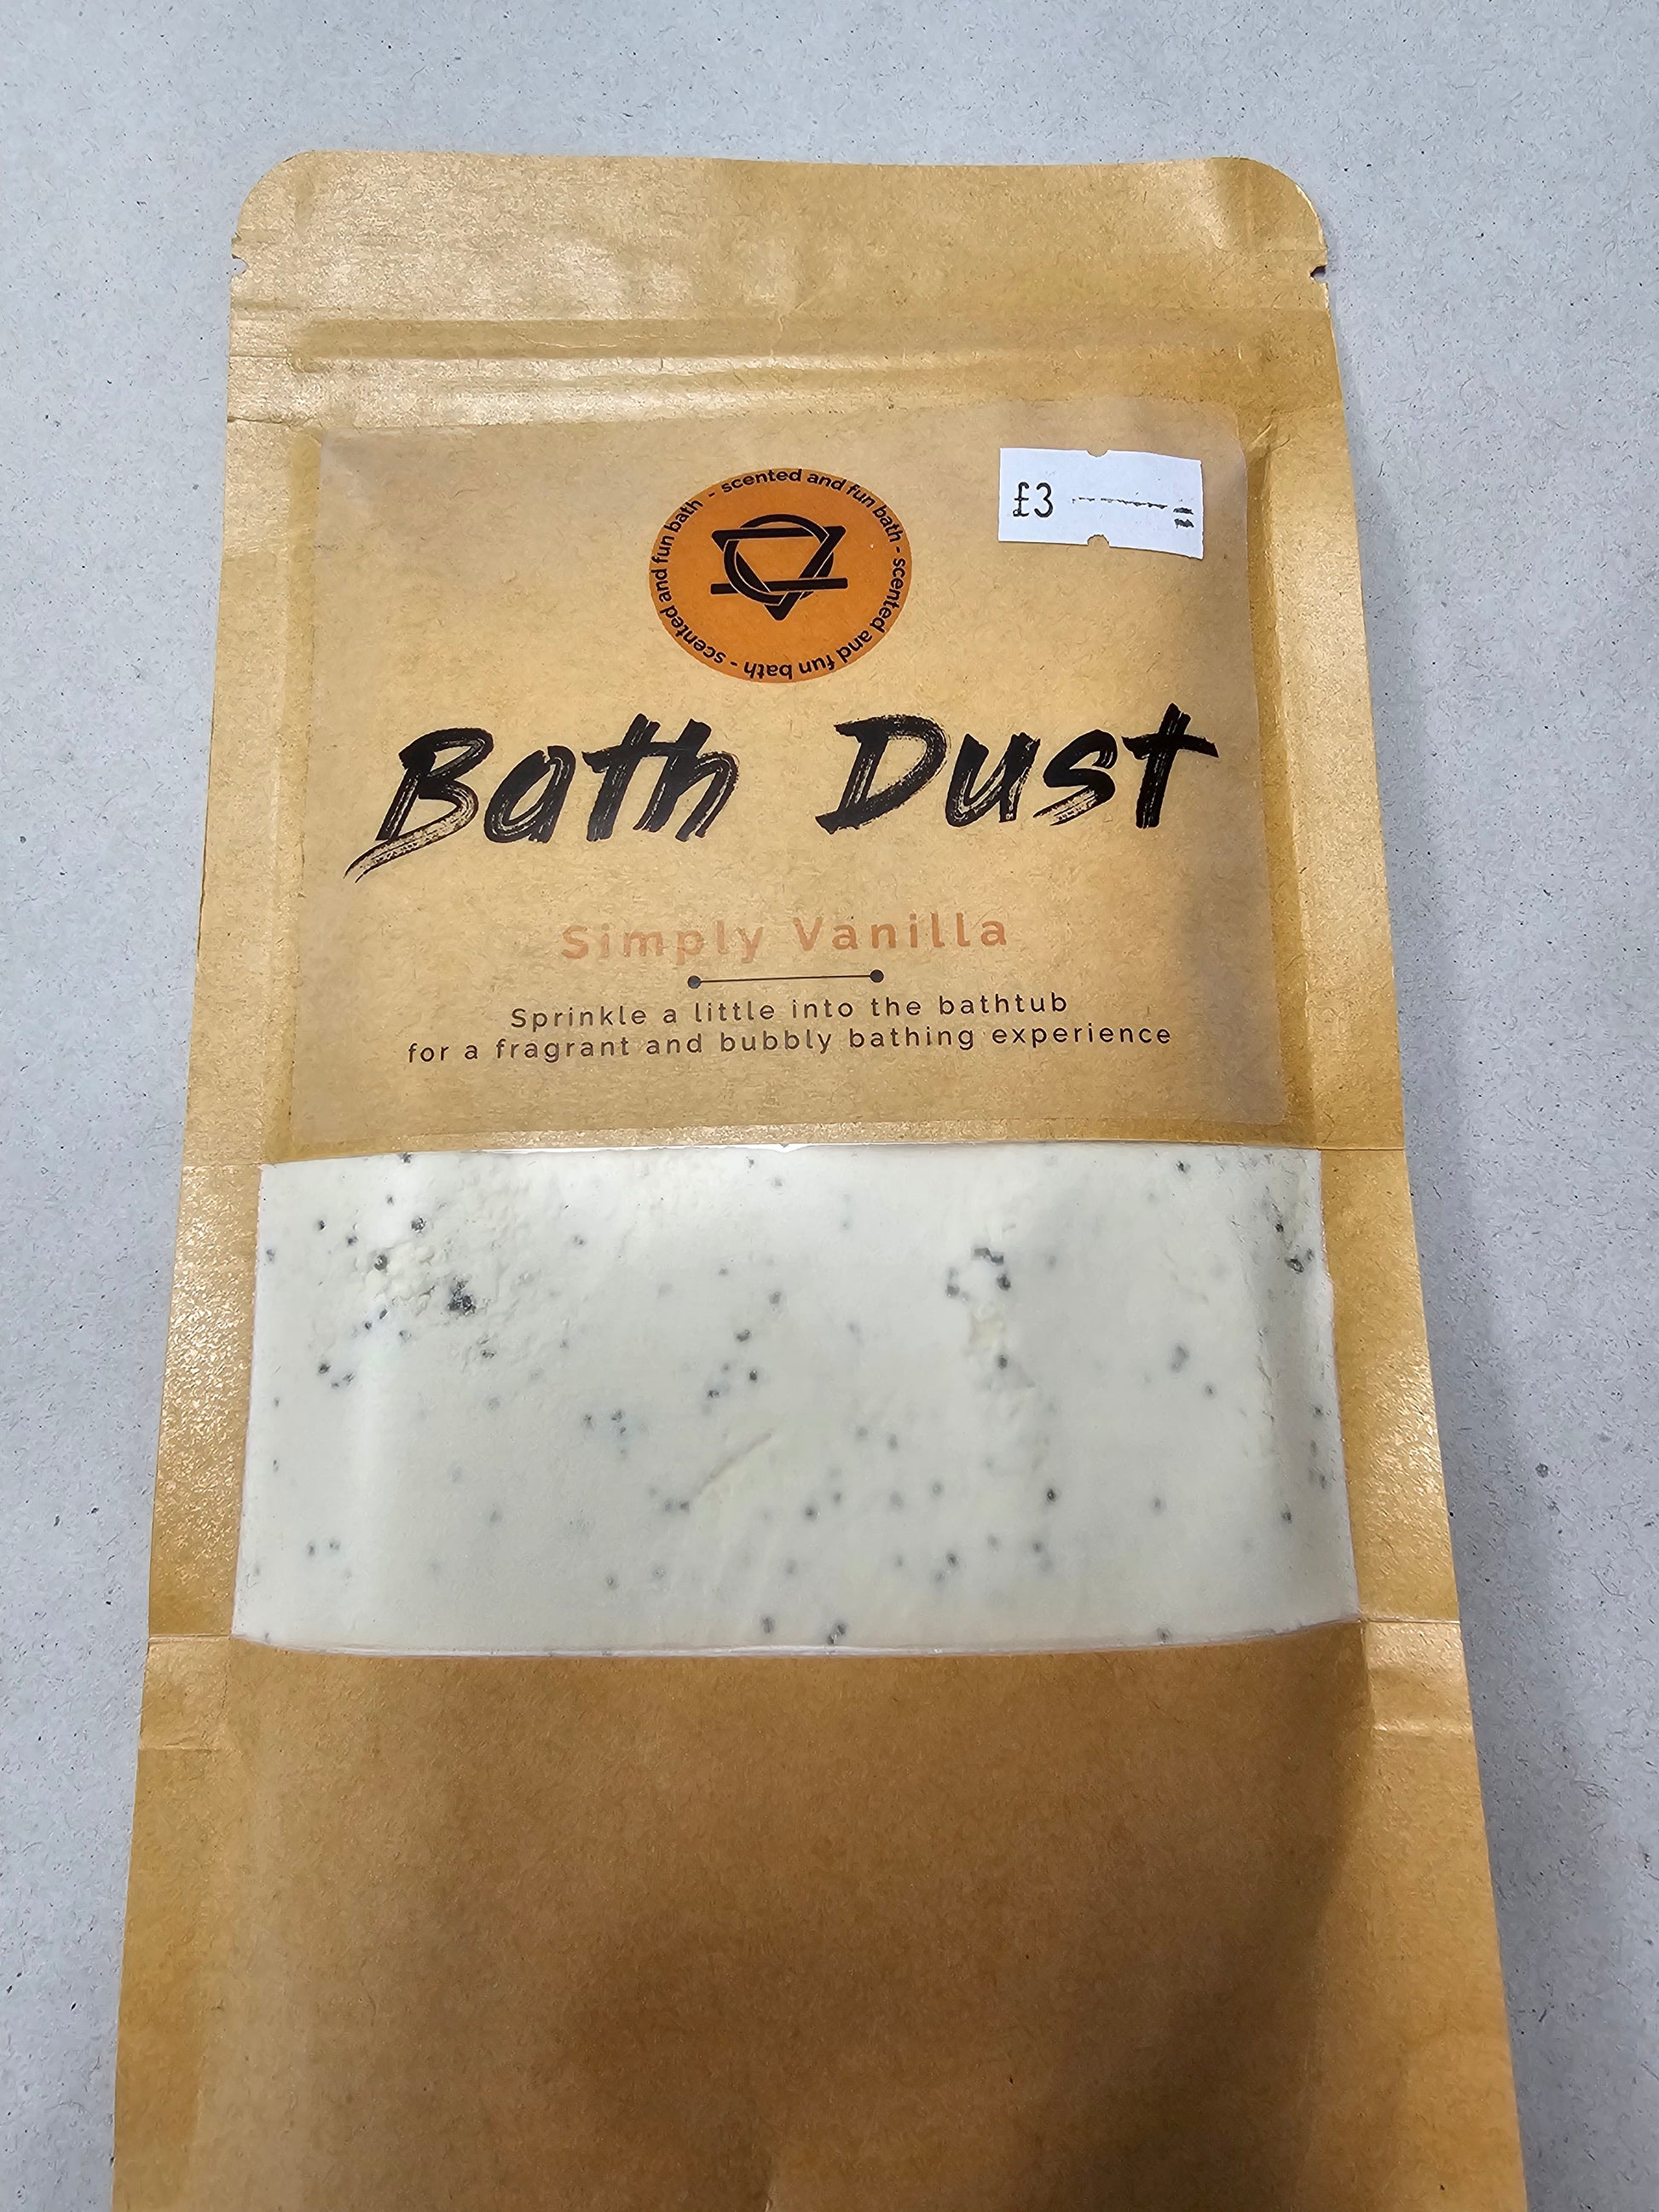 scented and fun bath - scented and fun bath - scented and fun bath -
£3
Bath Dust
Simply Vanilla
Sprinkle a little into the bathtub
for a fragrant and bubbly bathing experience